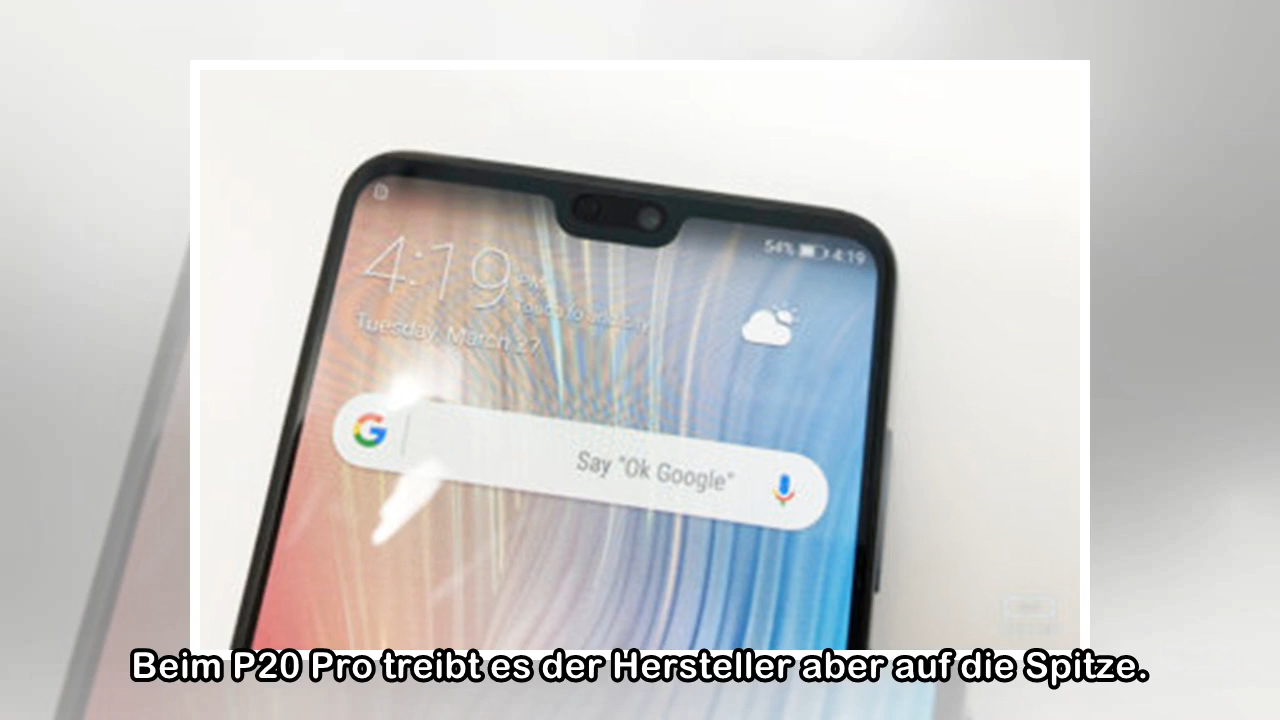 54% 4:19
4:19 PM
Tuesday, March 27
G
Say "Ok Google"
Beim P20 Pro treibt es der Hersteller aber auf die Spitze.